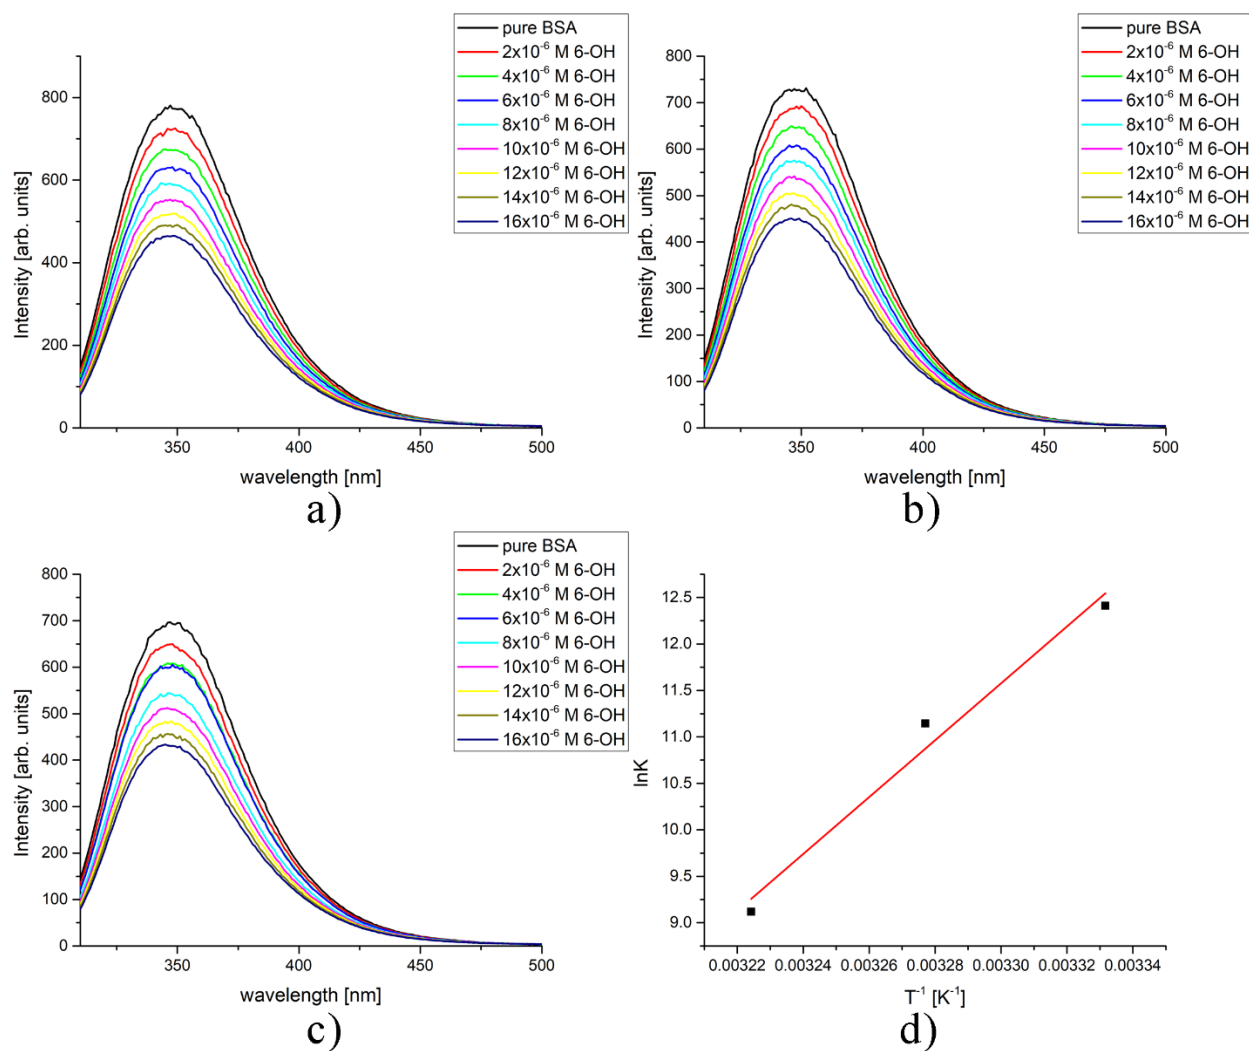 pure BSA
2x10⁻⁶ M 6-OH
4x10⁻⁶ M 6-OH
6x10⁻⁶ M 6-OH
8x10⁻⁶ M 6-OH
10x10⁻⁶ M 6-OH
12x10⁻⁶ M 6-OH
14x10⁻⁶ M 6-OH
16x10⁻⁶ M 6-OH
Intensity [arb. units]
800
600
400
200
0
350 400 450 500
wavelength [nm]
a)
pure BSA
2x10⁻⁶ M 6-OH
4x10⁻⁶ M 6-OH
6x10⁻⁶ M 6-OH
8x10⁻⁶ M 6-OH
10x10⁻⁶ M 6-OH
12x10⁻⁶ M 6-OH
14x10⁻⁶ M 6-OH
16x10⁻⁶ M 6-OH
Intensity [arb. units]
800
700
600
500
400
300
200
100
0
350 400 450 500
wavelength [nm]
b)
pure BSA
2x10⁻⁶ M 6-OH
4x10⁻⁶ M 6-OH
6x10⁻⁶ M 6-OH
8x10⁻⁶ M 6-OH
10x10⁻⁶ M 6-OH
12x10⁻⁶ M 6-OH
14x10⁻⁶ M 6-OH
16x10⁻⁶ M 6-OH
Intensity [arb. units]
800
700
600
500
400
300
200
100
0
350 400 450 500
wavelength [nm]
c)
lnK
12.5
12.0
11.5
11.0
10.5
10.0
9.5
9.0
0.00322 0.00324 0.00326 0.00328 0.00330 0.00332 0.00334
T⁻¹ [K⁻¹]
d)